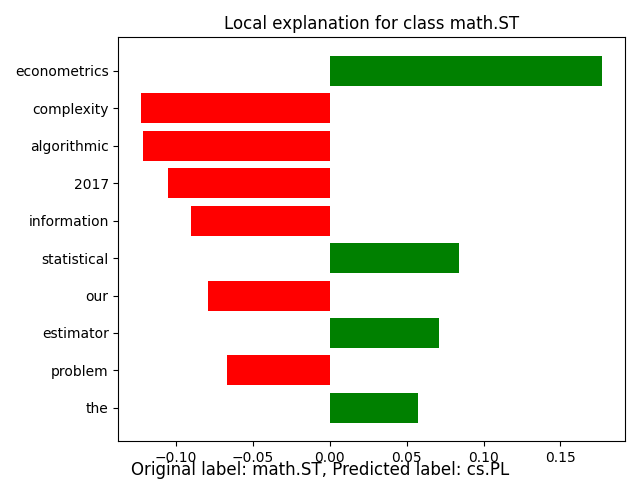 Local explanation for class math.ST
econometrics
complexity
algorithmic
2017
information
statistical
our
estimator
problem
the
−0.10 −0.05 0.00 0.05 0.10 0.15
Original label: math.ST, Predicted label: cs.PL